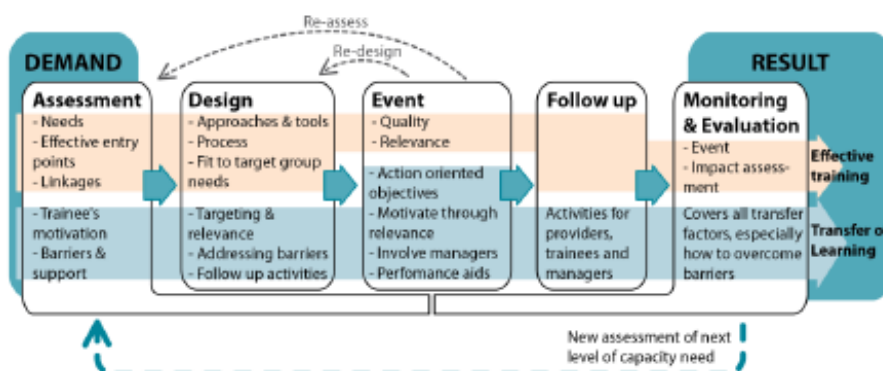 Re-assess
Re-design
DEMAND
RESULT
Assessment
- Needs
- Effective entry
points
- Linkages
- Trainee's
motivation
- Barriers &
support
Design
- Approaches & tools
- Process
- Fit to target group
needs
- Targeting &
relevance
- Addressing barriers
- Follow up activities
Event
- Quality
- Relevance
- Action oriented
objectives
- Motivate through
relevance
- Involve managers
- Perfomance aids
Follow up
Activities for
providers,
trainees and
managers
Monitoring
& Evaluation
- Event
- Impact assess-
ment
Covers all transfer
factors, especially
how to overcome
barriers
Effective
training
Transfer o
Learning
New assessment of next
level of capacity need